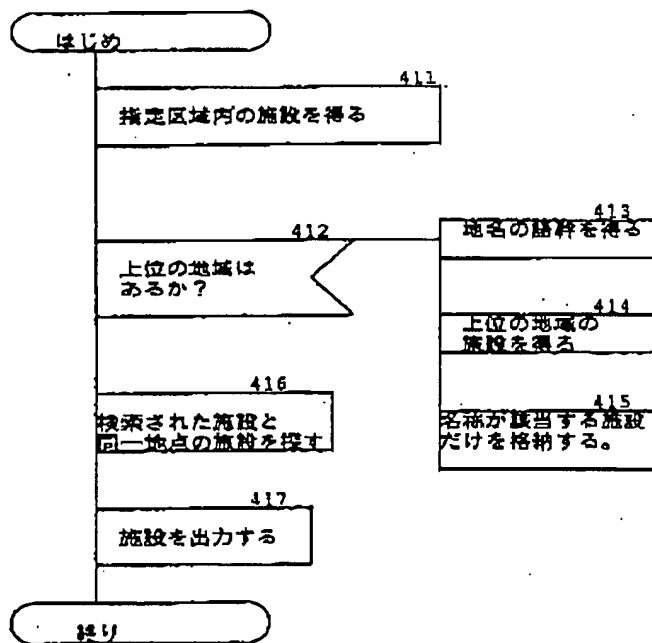 はじめ
411
指定区域内の施設を得る
412
上位の地域は
あるか？
413
地名の語幹を得る
414
上位の地域の
施設を得る
415
名称が該当する施設
だけを格納する。
416
検索された施設と
同一地点の施設を探す
417
施設を出力する
終り